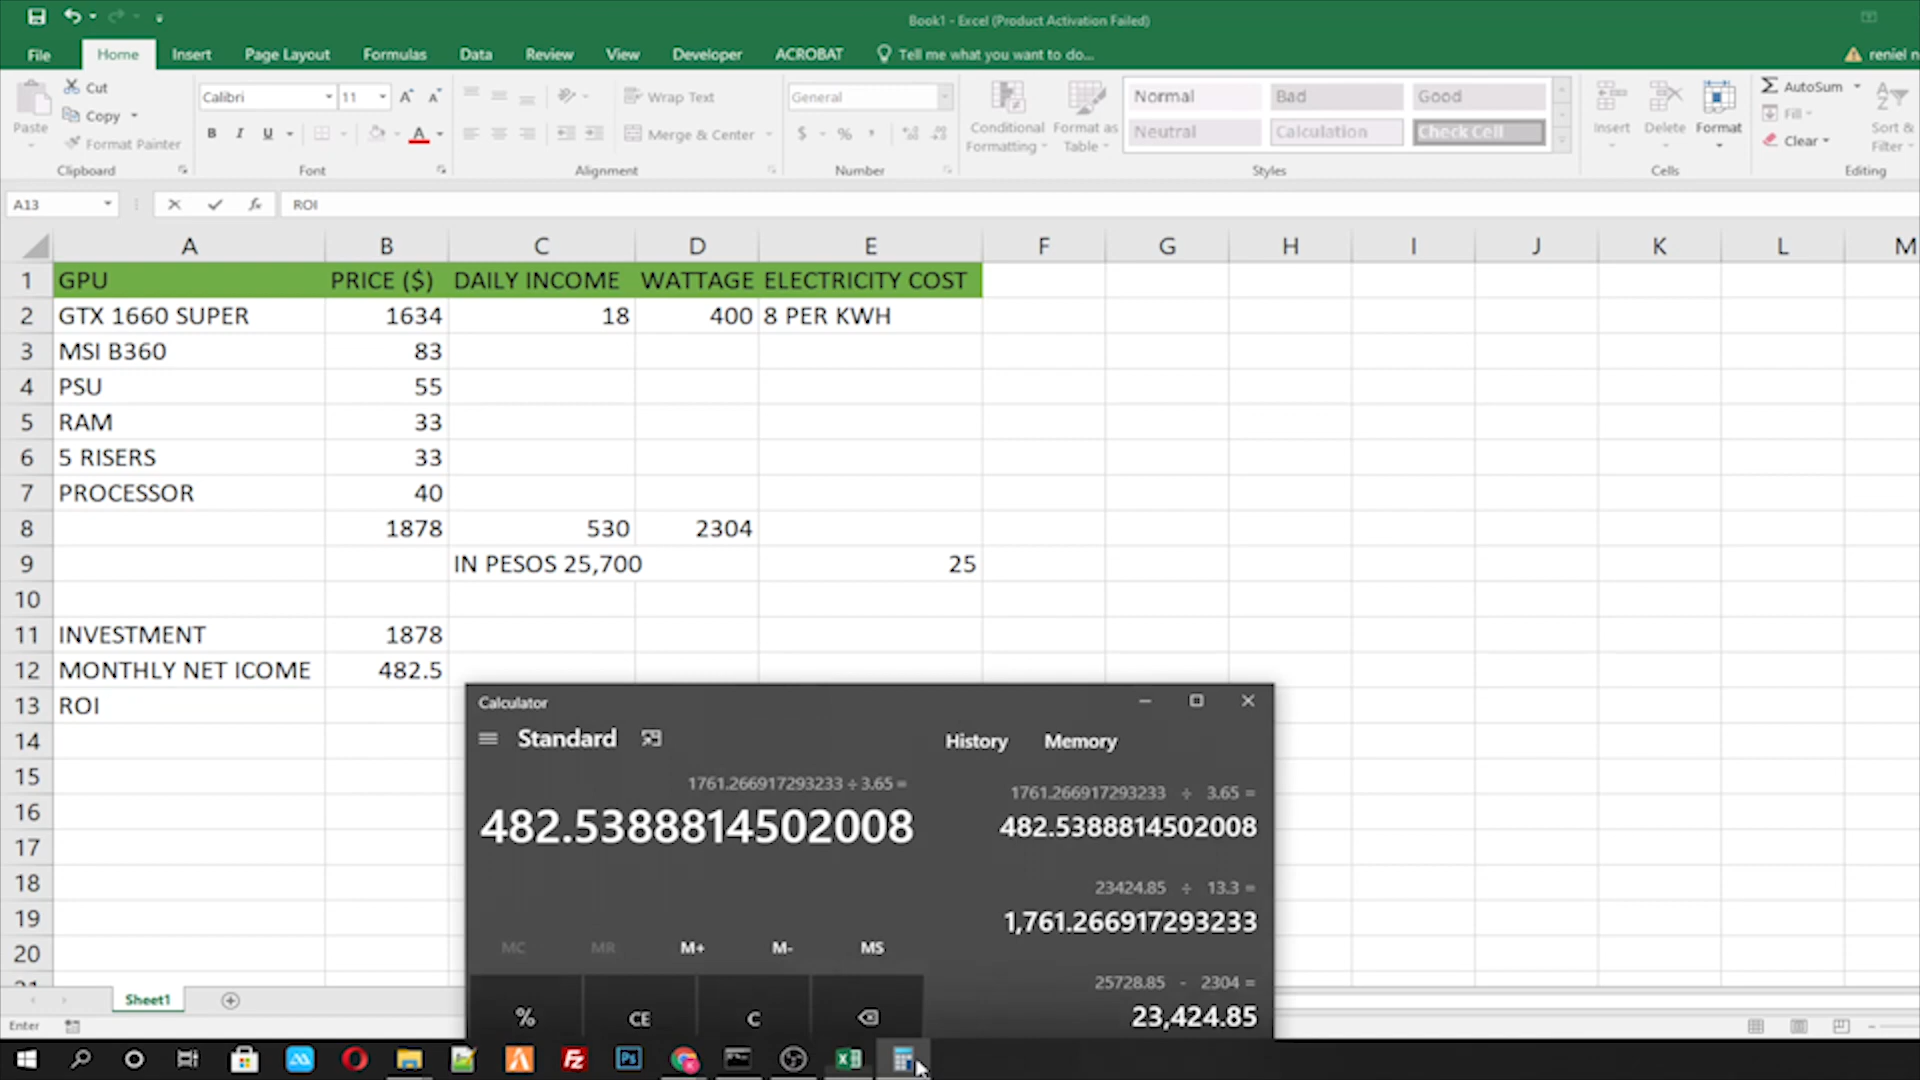 Book1 - Excel (Product Activation Failed)
File Home Insert Page Layout Formulas Data Review View Developer ACROBAT Tell me what you want to do... reniel n
Paste Cut Copy Format Painter Clipboard
Calibri 11 B I U A Font
Wrap Text Merge & Center Alignment
General $ % , Number
Conditional Formatting Format as Table
Normal Bad Good
Neutral Calculation Check Cell
Styles
Insert Delete Format Cells
AutoSum Fill Clear Sort & Filter Editing
A13 fx ROI
A B C D E F G H I J K L M
1 GPU PRICE ($) DAILY INCOME WATTAGE ELECTRICITY COST
2 GTX 1660 SUPER 1634 18 400 8 PER KWH
3 MSI B360 83
4 PSU 55
5 RAM 33
6 5 RISERS 33
7 PROCESSOR 40
8 1878 530 2304
9 IN PESOS 25,700 25
10
11 INVESTMENT 1878
12 MONTHLY NET ICOME 482.5
13 ROI
14
15
16
17
18
19
20
21
Calculator
Standard
History Memory
1761.266917293233 ÷ 3.65 =
482.5388814502008
1761.266917293233 ÷ 3.65 =
482.5388814502008
23424.85 ÷ 13.3 =
1,761.266917293233
25728.85 - 2304 =
23,424.85
MC MR M+ M- MS
% CE C
Sheet1
Enter
Fz Ps